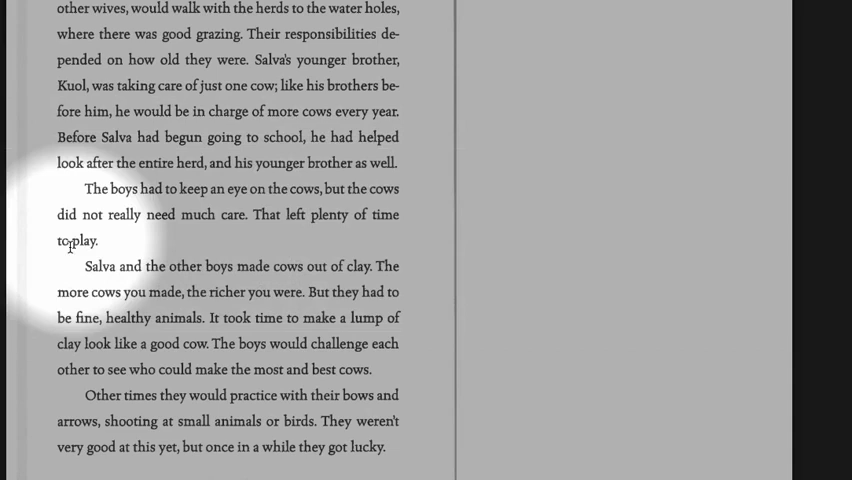 other wives, would walk with the herds to the water holes,
where there was good grazing. Their responsibilities de-
pended on how old they were. Salva's younger brother,
Kuol, was taking care of just one cow; like his brothers be-
fore him, he would be in charge of more cows every year.
Before Salva had begun going to school, he had helped
look after the entire herd, and his younger brother as well.
The boys had to keep an eye on the cows, but the cows
did not really need much care. That left plenty of time
to play.
Salva and the other boys made cows out of clay. The
more cows you made, the richer you were. But they had to
be fine, healthy animals. It took time to make a lump of
clay look like a good cow. The boys would challenge each
other to see who could make the most and best cows.
Other times they would practice with their bows and
arrows, shooting at small animals or birds. They weren't
very good at this yet, but once in a while they got lucky.